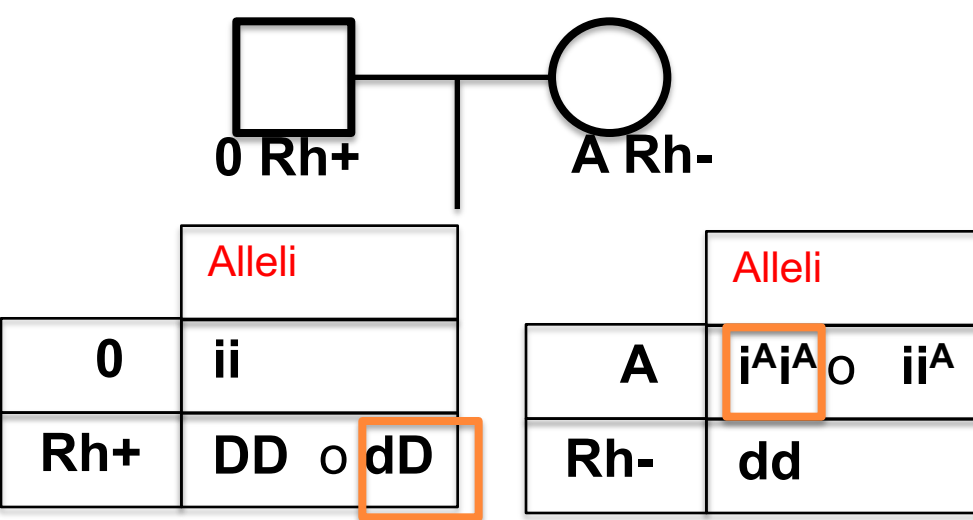 0 Rh+
A Rh-
Alleli
0 ii
Rh+ DD o dD
Alleli
A iᴬiᴬ o iiᴬ
Rh- dd